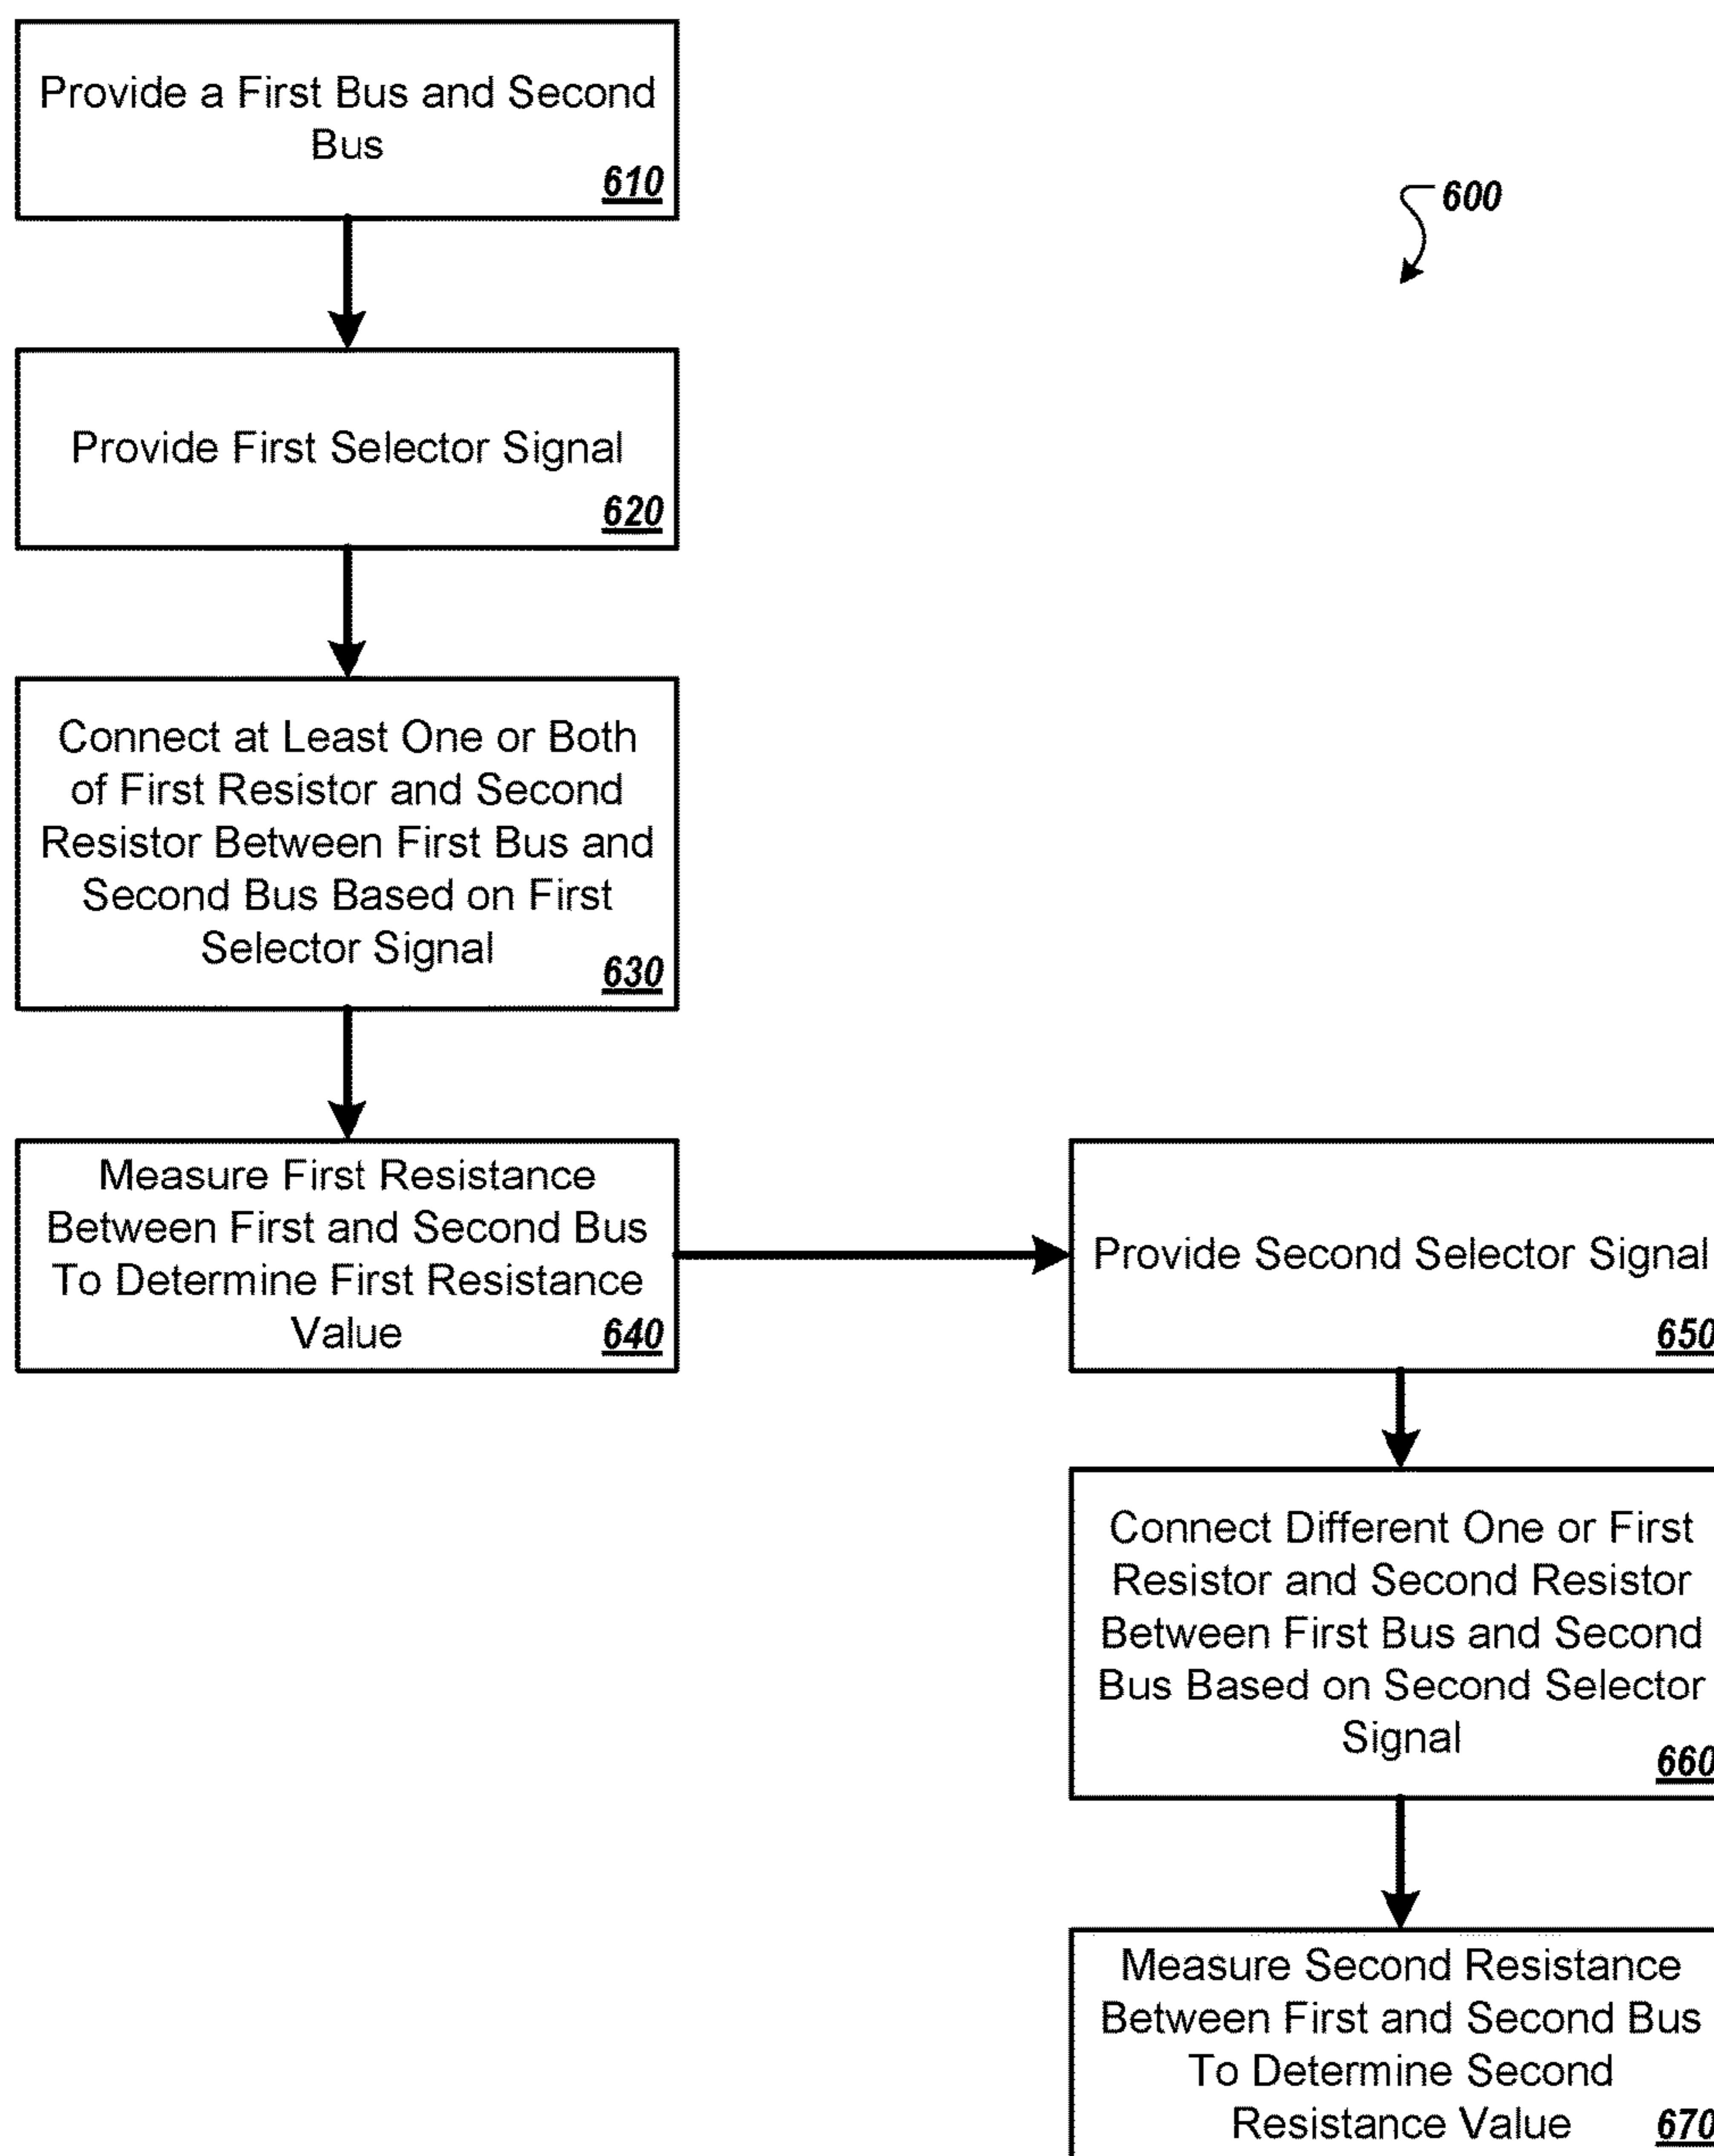 Provide a First Bus and Second
Bus
610
600
Provide First Selector Signal
620
Connect at Least One or Both
of First Resistor and Second
Resistor Between First Bus and
Second Bus Based on First
Selector Signal
630
Measure First Resistance
Between First and Second Bus
To Determine First Resistance
Value 640
Provide Second Selector Signal
650
Connect Different One or First
Resistor and Second Resistor
Between First Bus and Second
Bus Based on Second Selector
Signal
660
Measure Second Resistance
Between First and Second Bus
To Determine Second
Resistance Value 670